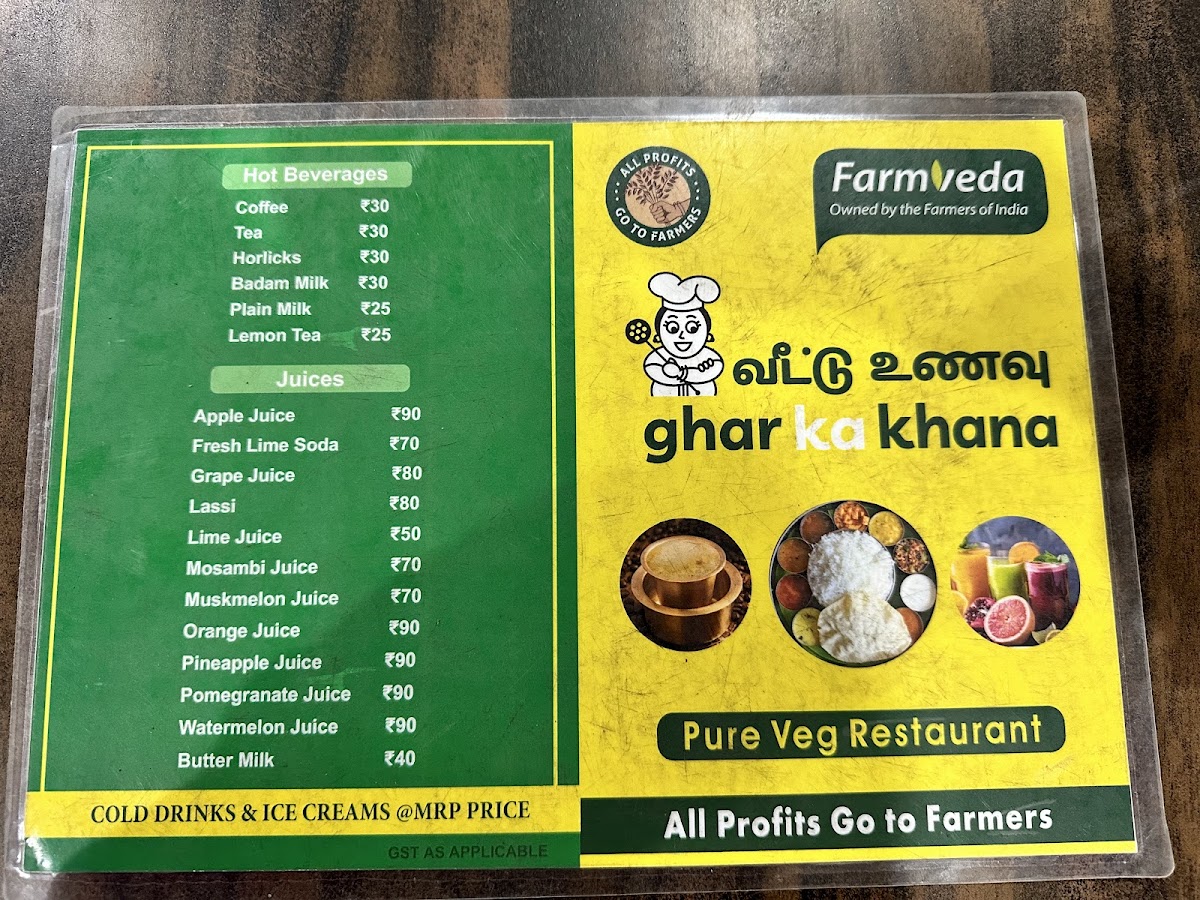 Hot Beverages
Coffee ₹30
Tea ₹30
Horlicks ₹30
Badam Milk ₹30
Plain Milk ₹25
Lemon Tea ₹25
Juices
Apple Juice ₹90
Fresh Lime Soda ₹70
Grape Juice ₹80
Lassi ₹80
Lime Juice ₹50
Mosambi Juice ₹70
Muskmelon Juice ₹70
Orange Juice ₹90
Pineapple Juice ₹90
Pomegranate Juice ₹90
Watermelon Juice ₹90
Butter Milk ₹40
COLD DRINKS & ICE CREAMS @MRP PRICE
GST AS APPLICABLE
ALL PROFITS
GO TO FARMERS
Farmveda
Owned by the Farmers of India
வீட்டு உணவு
ghar ka khana
Pure Veg Restaurant
All Profits Go to Farmers